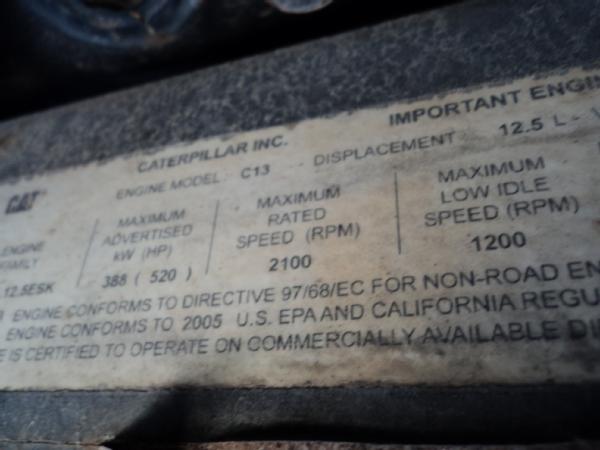 IMPORTANT ENGIN
CAT
CATERPILLAR INC.
ENGINE MODEL: C13 DISPLACEMENT: 12.5 L -
ENGINE
FAMILY
12.5ESK
MAXIMUM
ADVERTISED
kW (HP)
388 ( 520 )
MAXIMUM
RATED
SPEED (RPM)
2100
MAXIMUM
LOW IDLE
SPEED (RPM)
1200
ENGINE CONFORMS TO DIRECTIVE 97/68/EC FOR NON-ROAD EN
ENGINE CONFORMS TO 2005 U.S. EPA AND CALIFORNIA REGU
E IS CERTIFIED TO OPERATE ON COMMERCIALLY AVAILABLE DI